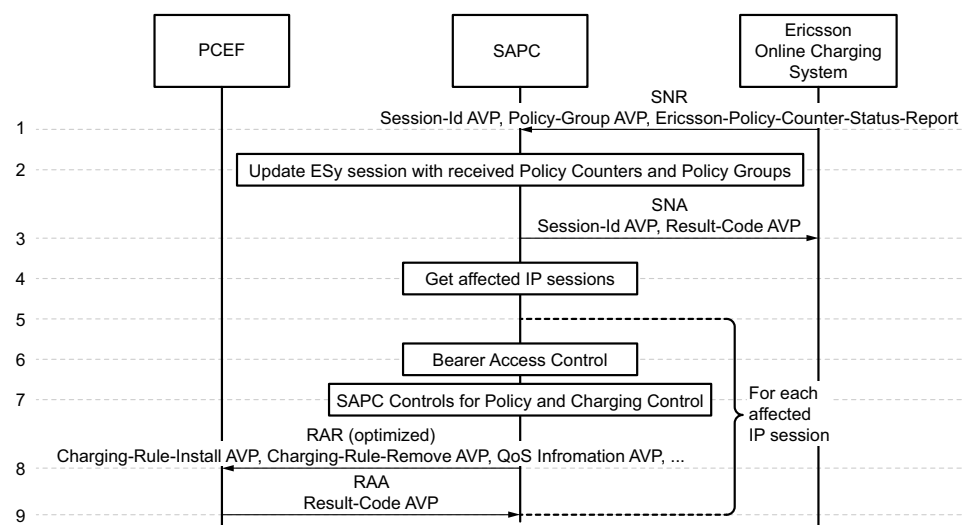 PCEF
SAPC
Ericsson
Online Charging
System
SNR
Session-Id AVP, Policy-Group AVP, Ericsson-Policy-Counter-Status-Report
1
2
Update ESy session with received Policy Counters and Policy Groups
SNA
Session-Id AVP, Result-Code AVP
3
4
Get affected IP sessions
5
6
Bearer Access Control
7
SAPC Controls for Policy and Charging Control
For each
affected
IP session
RAR (optimized)
Charging-Rule-Install AVP, Charging-Rule-Remove AVP, QoS Infromation AVP, ...
8
RAA
Result-Code AVP
9